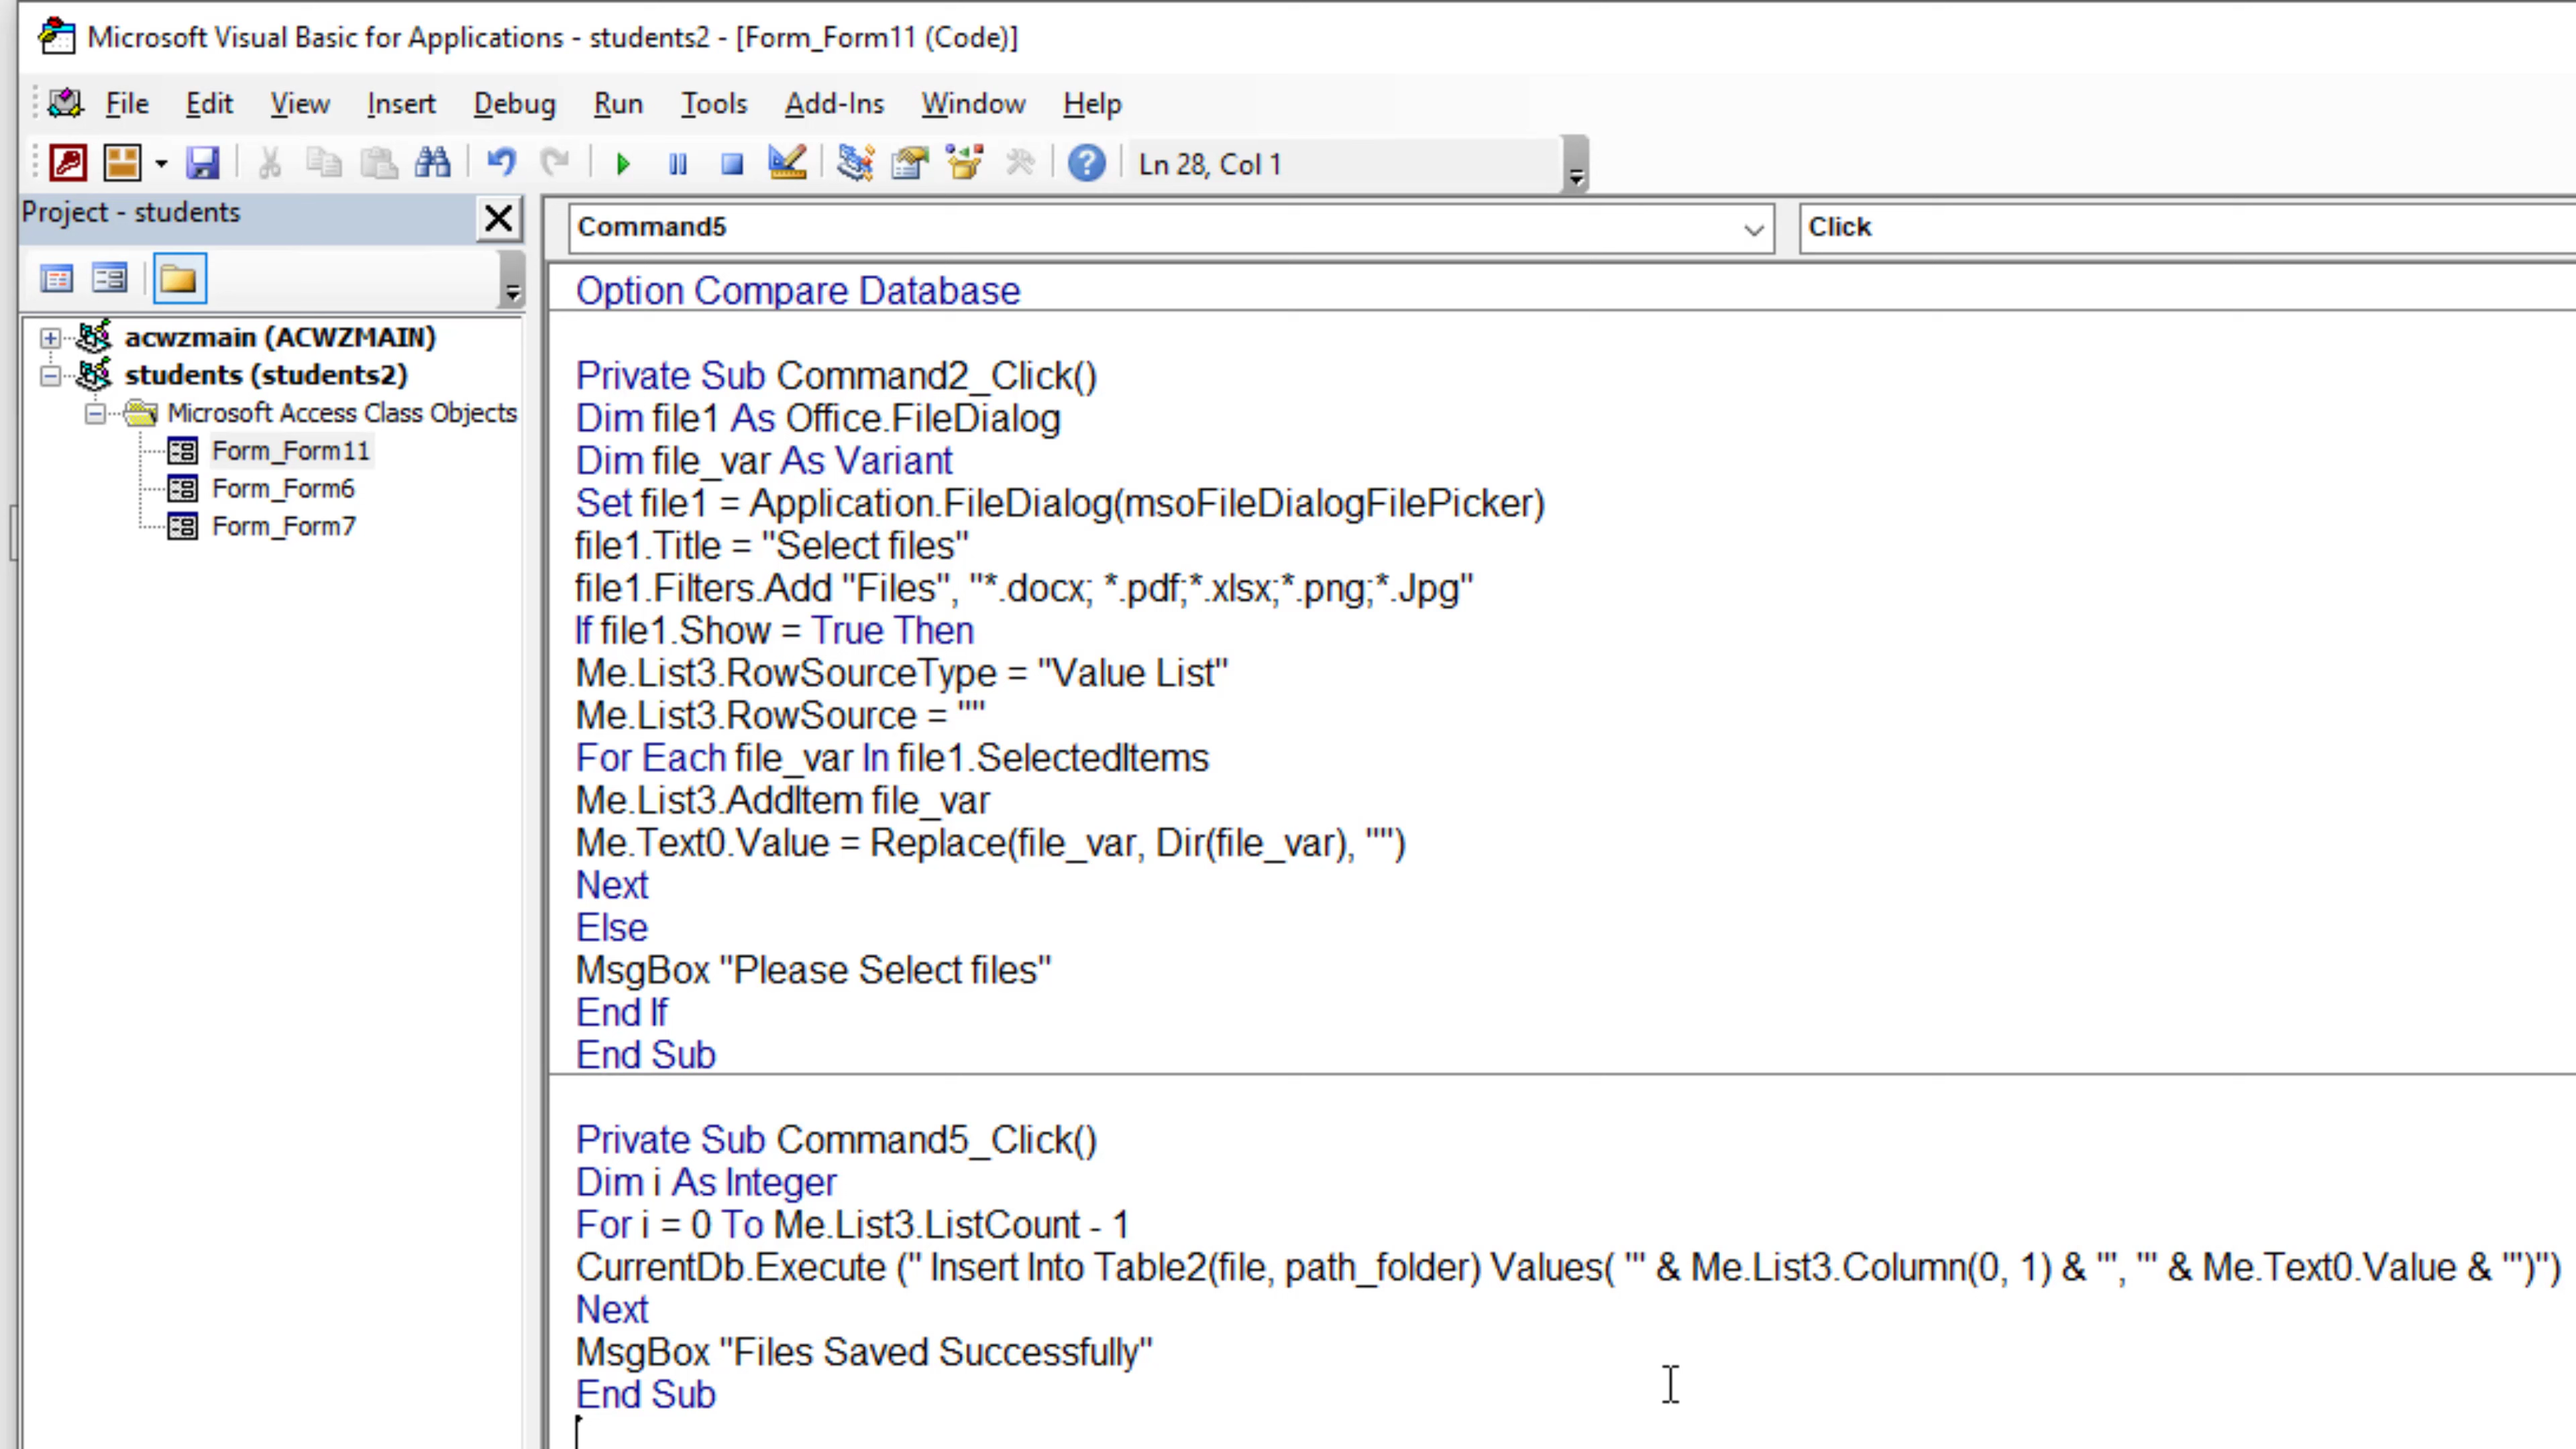 Microsoft Visual Basic for Applications - students2 - [Form_Form11 (Code)]
File Edit View Insert Debug Run Tools Add-Ins Window Help
Ln 28, Col 1
Project - students
Command5
Click
acwzmain (ACWZMAIN)
students (students2)
Microsoft Access Class Objects
Form_Form11
Form_Form6
Form_Form7
Option Compare Database
Private Sub Command2_Click()
Dim file1 As Office.FileDialog
Dim file_var As Variant
Set file1 = Application.FileDialog(msoFileDialogFilePicker)
file1.Title = "Select files"
file1.Filters.Add "Files", "*.docx; *.pdf;*.xlsx;*.png;*.Jpg"
If file1.Show = True Then
Me.List3.RowSourceType = "Value List"
Me.List3.RowSource = ""
For Each file_var In file1.SelectedItems
Me.List3.AddItem file_var
Me.Text0.Value = Replace(file_var, Dir(file_var), "")
Next
Else
MsgBox "Please Select files"
End If
End Sub
Private Sub Command5_Click()
Dim i As Integer
For i = 0 To Me.List3.ListCount - 1
CurrentDb.Execute (" Insert Into Table2(file, path_folder) Values( '" & Me.List3.Column(0, 1) & "', '" & Me.Text0.Value & "')")
Next
MsgBox "Files Saved Successfully"
End Sub